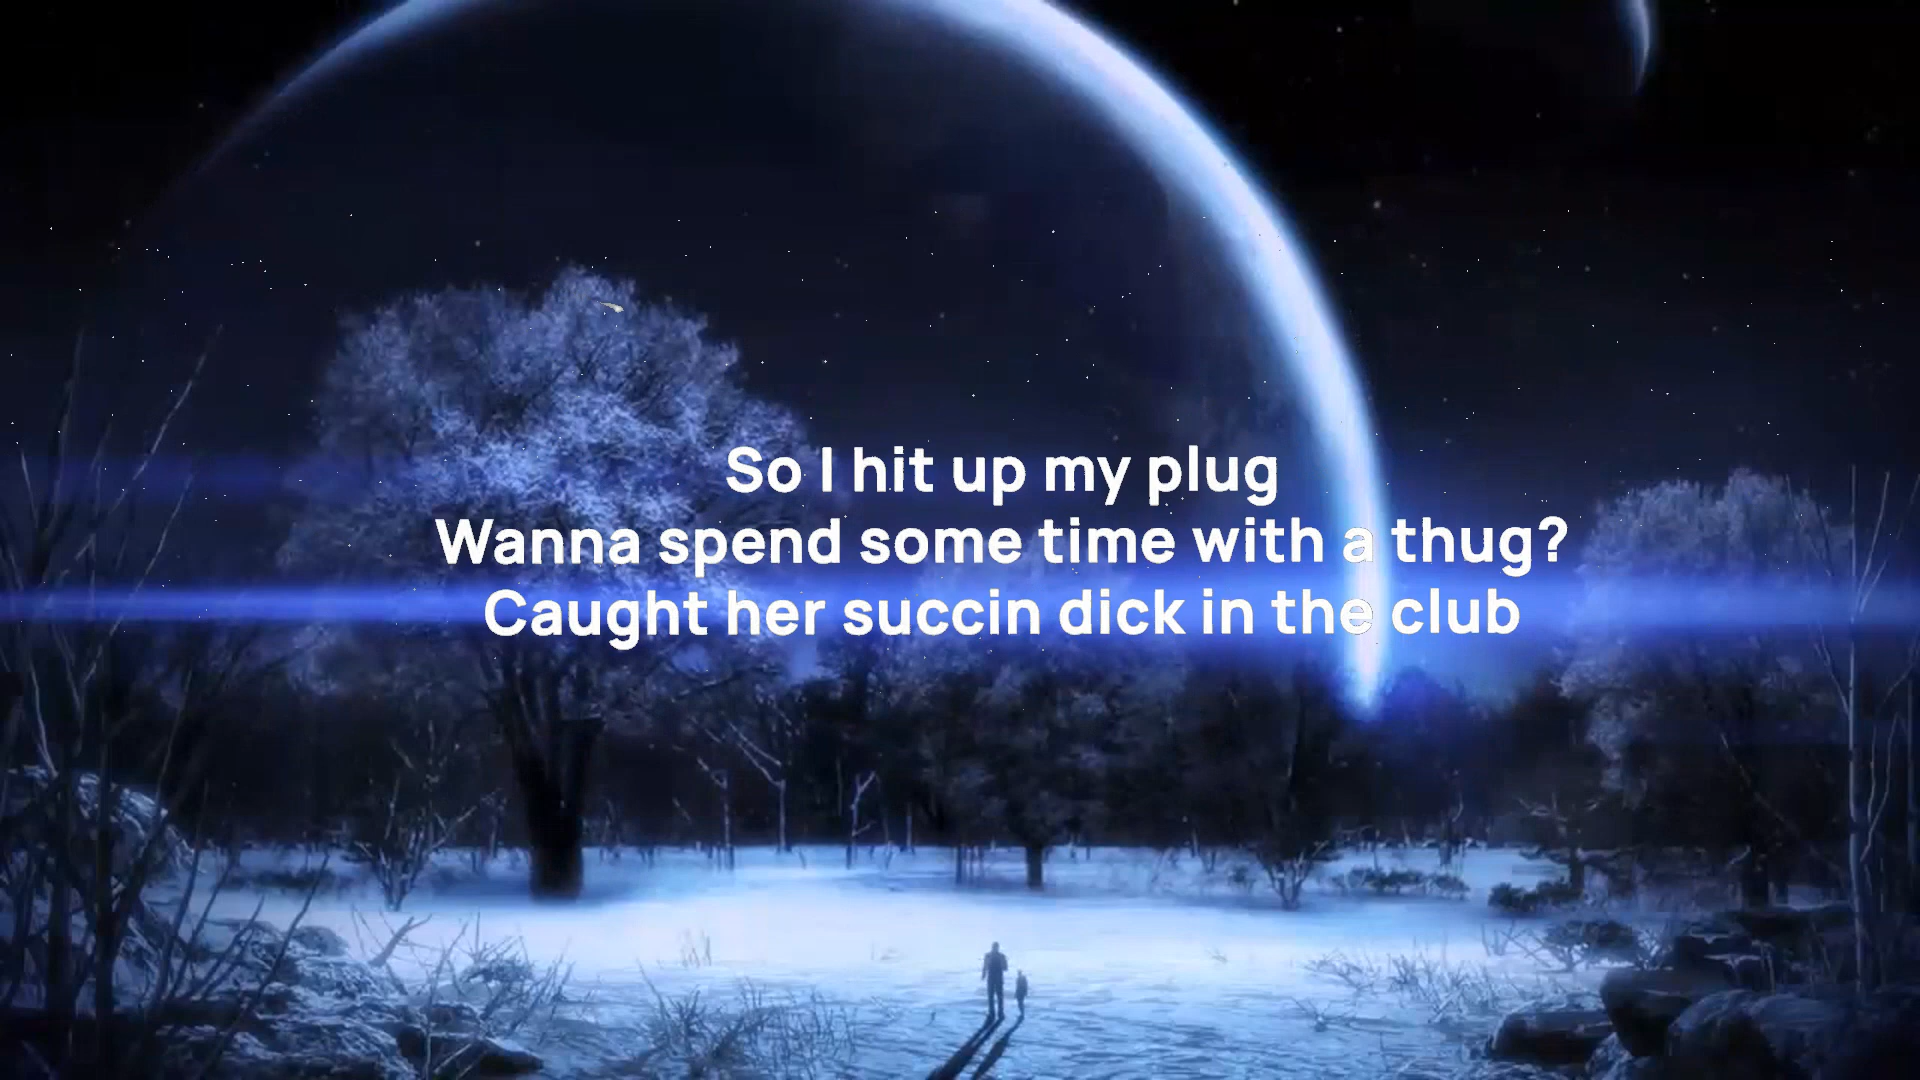 So I hit up my plug
Wanna spend some time with a thug?
Caught her succin dick in the club